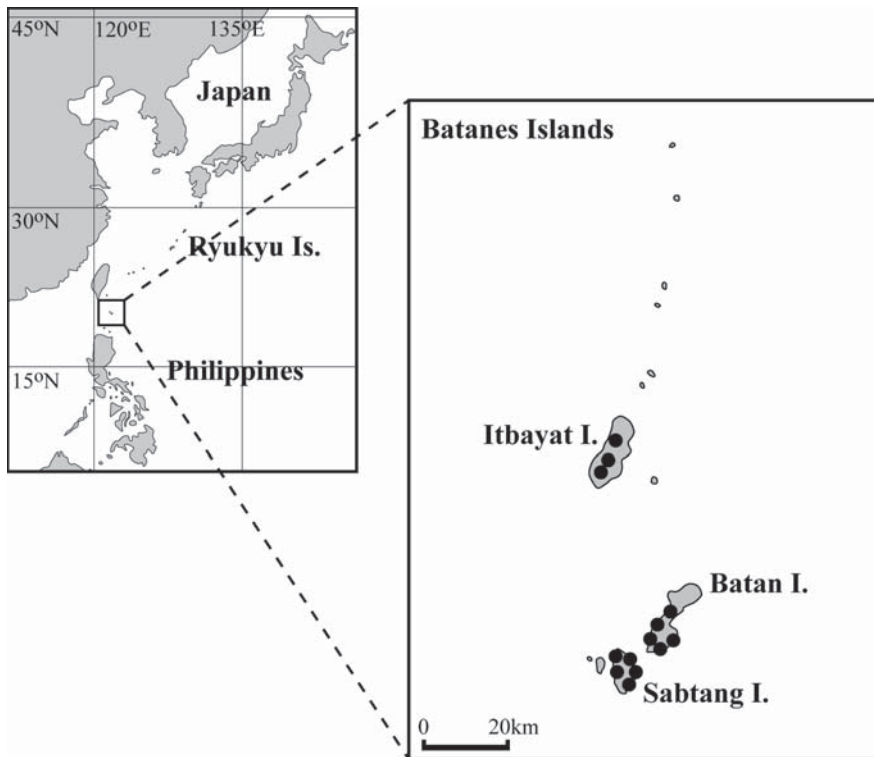 45ºN
120ºE
135ºE
Japan
30ºN
Ryukyu Is.
15ºN
Philippines
Batanes Islands
Itbayat I.
Batan I.
Sabtang I.
0 20km